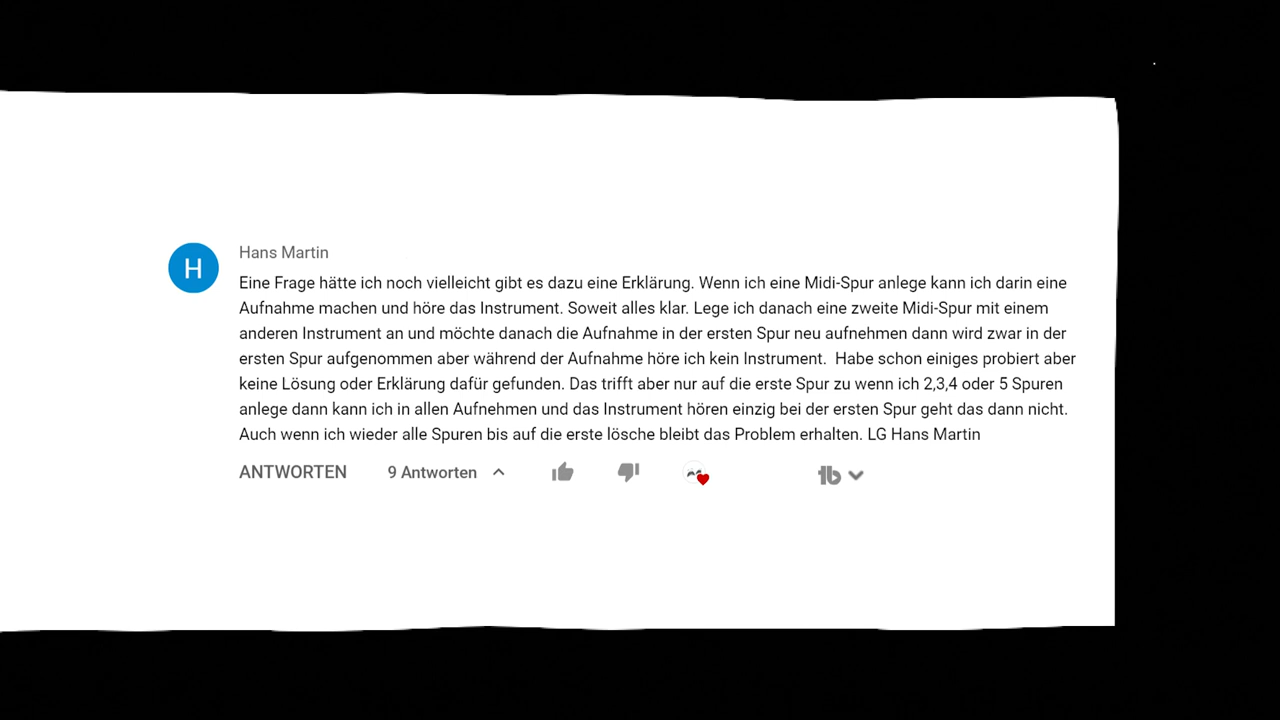 H
Hans Martin
Eine Frage hätte ich noch vielleicht gibt es dazu eine Erklärung. Wenn ich eine Midi-Spur anlege kann ich darin eine
Aufnahme machen und höre das Instrument. Soweit alles klar. Lege ich danach eine zweite Midi-Spur mit einem
anderen Instrument an und möchte danach die Aufnahme in der ersten Spur neu aufnehmen dann wird zwar in der
ersten Spur aufgenommen aber während der Aufnahme höre ich kein Instrument.  Habe schon einiges probiert aber
keine Lösung oder Erklärung dafür gefunden. Das trifft aber nur auf die erste Spur zu wenn ich 2,3,4 oder 5 Spuren
anlege dann kann ich in allen Aufnehmen und das Instrument hören einzig bei der ersten Spur geht das dann nicht.
Auch wenn ich wieder alle Spuren bis auf die erste lösche bleibt das Problem erhalten. LG Hans Martin
ANTWORTEN 9 Antworten tb